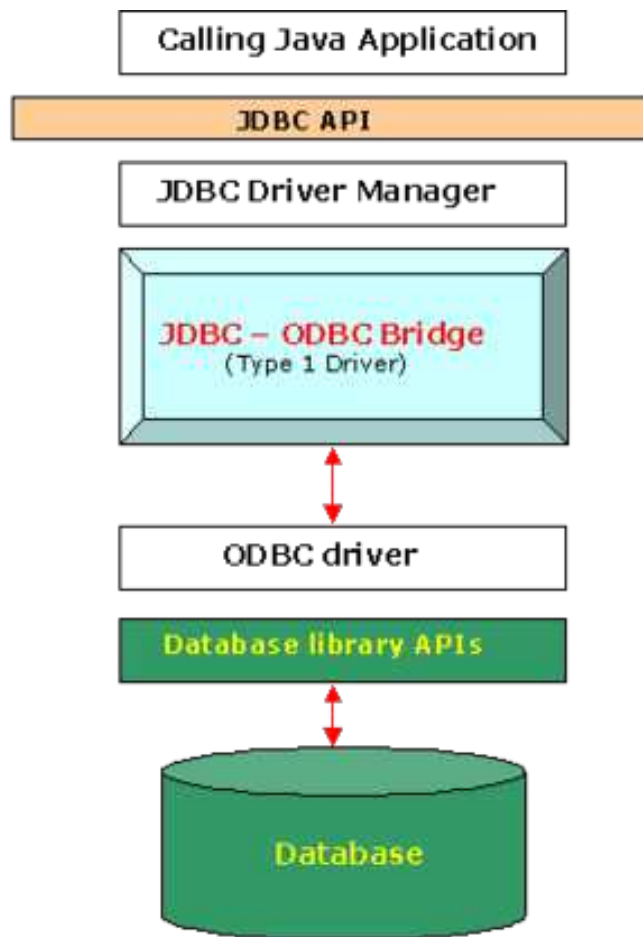 Calling Java Application
JDBC API
JDBC Driver Manager
JDBC – ODBC Bridge
(Type 1 Driver)
ODBC driver
Database library APIs
Database